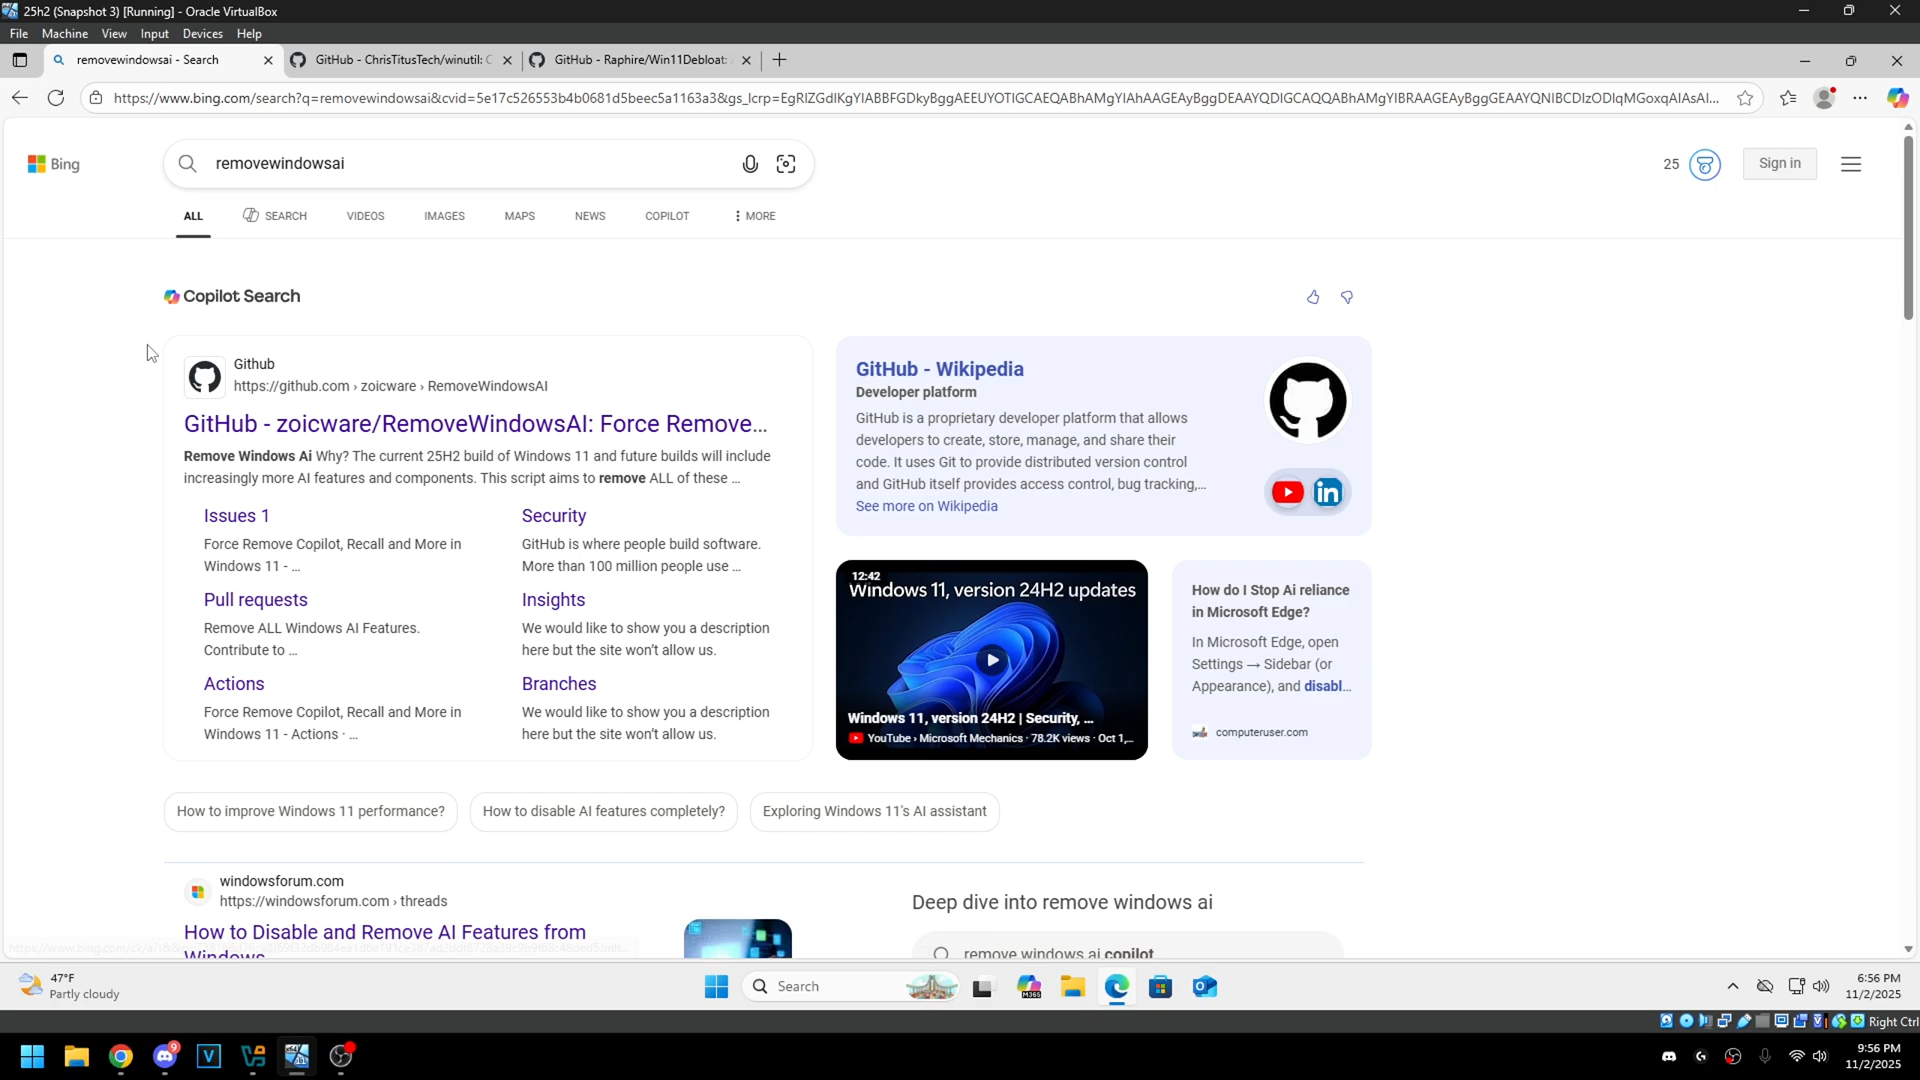 25h2 (Snapshot 3) [Running] - Oracle VirtualBox
File Machine View Input Devices Help
removewindowsai - Search
GitHub - ChrisTitusTech/winutil: C
GitHub - Raphire/Win11Debloat:
https://www.bing.com/search?q=removewindowsai&cvid=5e17c526553b4b0681d5beec5a1163a3&gs_lcrp=EgRlZGdlKgYIABBFGDkyBggAEEUYOTIGCAEQABhAMgYIAhAAGEAyBggDEAAYQDIGCAQQABhAMgYIBRAAGEAyBggGEAAYQNIBCDIzODlqMGoxqAIAsAI...
Bing
removewindowsai
25
Sign in
ALL
SEARCH
VIDEOS
IMAGES
MAPS
NEWS
COPILOT
MORE
Copilot Search
Github
https://github.com › zoicware › RemoveWindowsAI
GitHub - zoicware/RemoveWindowsAI: Force Remove...
Remove Windows Ai Why? The current 25H2 build of Windows 11 and future builds will include
increasingly more AI features and components. This script aims to remove ALL of these ...
Issues 1
Force Remove Copilot, Recall and More in
Windows 11 - ...
Security
GitHub is where people build software.
More than 100 million people use ...
Pull requests
Remove ALL Windows AI Features.
Contribute to ...
Insights
We would like to show you a description
here but the site won't allow us.
Actions
Force Remove Copilot, Recall and More in
Windows 11 - Actions · ...
Branches
We would like to show you a description
here but the site won't allow us.
GitHub - Wikipedia
Developer platform
GitHub is a proprietary developer platform that allows
developers to create, store, manage, and share their
code. It uses Git to provide distributed version control
and GitHub itself provides access control, bug tracking,...
See more on Wikipedia
12:42
Windows 11, version 24H2 updates
Windows 11, version 24H2 | Security, ...
YouTube › Microsoft Mechanics · 78.2K views · Oct 1,...
How do I Stop Ai reliance
in Microsoft Edge?
In Microsoft Edge, open
Settings → Sidebar (or
Appearance), and disabl...
computeruser.com
How to improve Windows 11 performance?
How to disable AI features completely?
Exploring Windows 11's AI assistant
windowsforum.com
https://windowsforum.com › threads
How to Disable and Remove AI Features from
Windows
Deep dive into remove windows ai
remove windows ai copilot
47°F
Partly cloudy
Search
M365
6:56 PM
11/2/2025
Right Ctrl
9
9:56 PM
11/2/2025